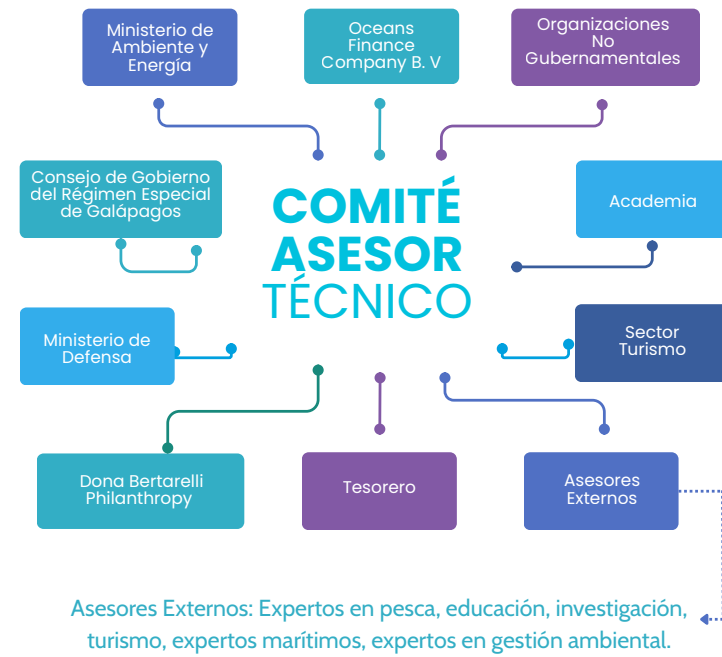 Ministerio de
Ambiente y
Energía
Oceans
Finance
Company B. V
Organizaciones
No
Gubernamentales
Consejo de Gobierno
del Régimen Especial
de Galápagos
COMITÉ
ASESOR
TÉCNICO
Academia
Ministerio de
Defensa
Sector
Turismo
Dona Bertarelli
Philanthropy
Tesorero
Asesores
Externos
Asesores Externos: Expertos en pesca, educación, investigación,
turismo, expertos marítimos, expertos en gestión ambiental.